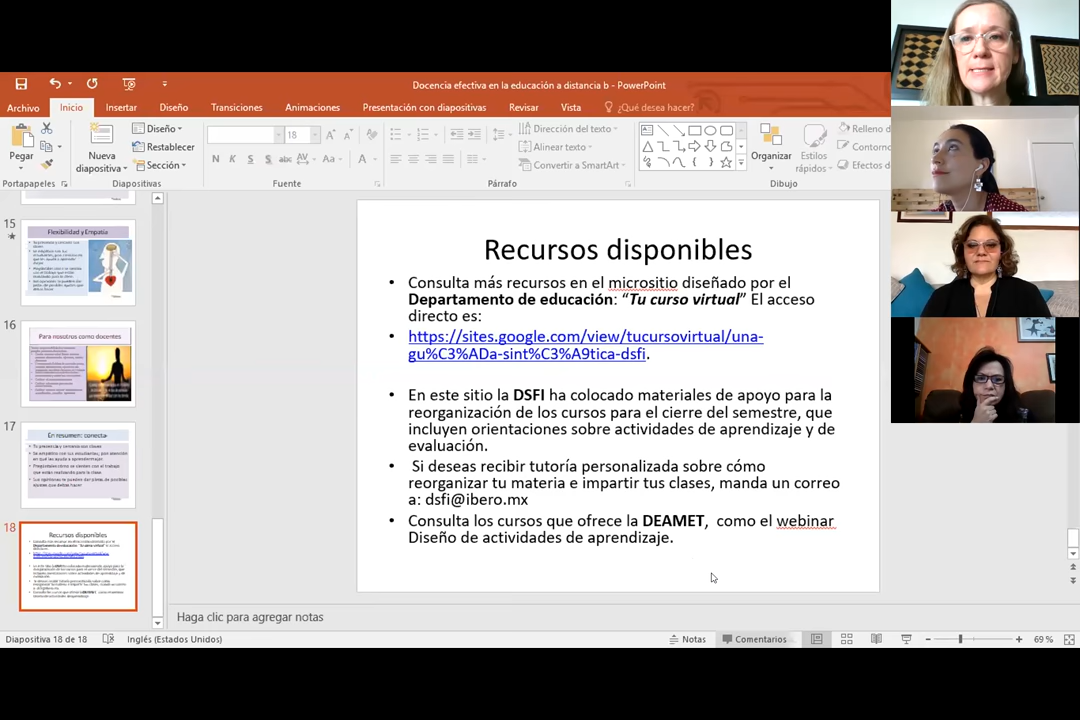 Docencia efectiva en la educación a distancia b - PowerPoint
Archivo Inicio Insertar Diseño Transiciones Animaciones Presentación con diapositivas Revisar Vista ¿Qué desea hacer?
Pegar
Portapapeles
Nueva
diapositiva
Diseño
Restablecer
Sección
Diapositivas
18
N K S S abc AV Aa A
Fuente
Dirección del texto
Alinear texto
Convertir a SmartArt
Párrafo
Organizar
Estilos
rápidos
Relleno d
Contorno
Efectos d
Dibujo
15
Flexibilidad y Empatía
16
Para nosotros como docentes
17
En resumen: conecta
18
Recursos disponibles
Recursos disponibles
• Consulta más recursos en el micrositio diseñado por el
Departamento de educación: “Tu curso virtual” El acceso
directo es:
• https://sites.google.com/view/tucursovirtual/una-
gu%C3%ADa-sint%C3%A9tica-dsfi.
• En este sitio la DSFI ha colocado materiales de apoyo para la
reorganización de los cursos para el cierre del semestre, que
incluyen orientaciones sobre actividades de aprendizaje y de
evaluación.
• Si deseas recibir tutoría personalizada sobre cómo
reorganizar tu materia e impartir tus clases, manda un correo
a: dsfi@ibero.mx
• Consulta los cursos que ofrece la DEAMET, como el webinar
Diseño de actividades de aprendizaje.
Haga clic para agregar notas
Diapositiva 18 de 18 Inglés (Estados Unidos) Notas Comentarios 69 %